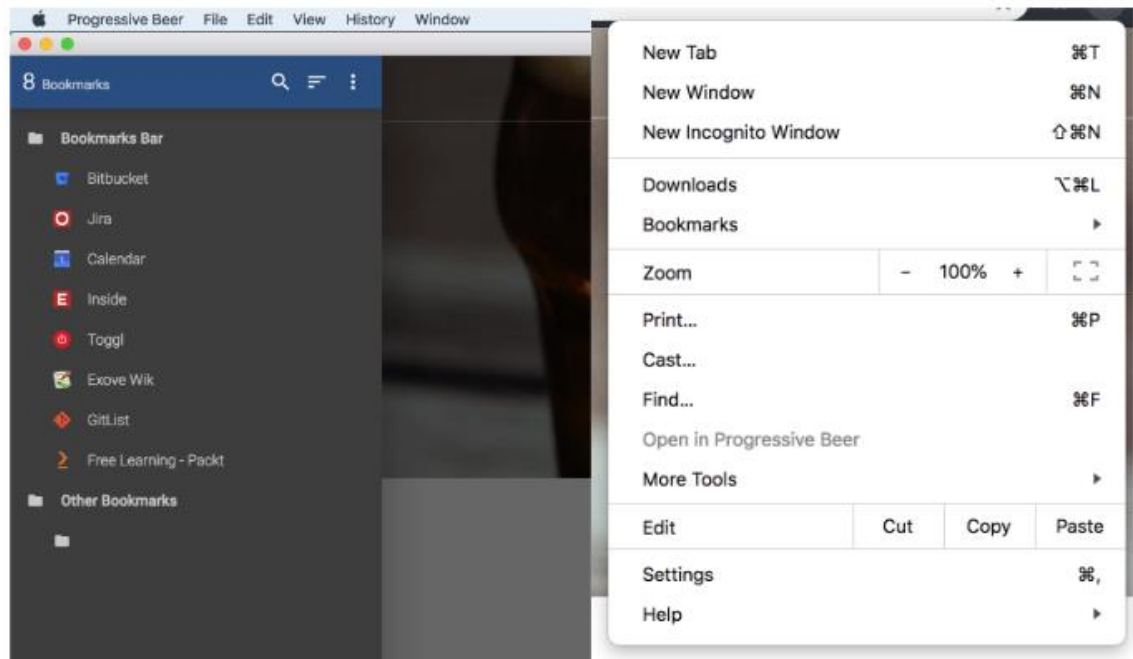 Progressive Beer File Edit View History Window
8 Bookmarks
Bookmarks Bar
Bitbucket
Jira
Calendar
E Inside
Toggl
Exove Wik
GitList
Free Learning - Packt
Other Bookmarks
New Tab ⌘T
New Window ⌘N
New Incognito Window ⇧⌘N
Downloads ⌥⌘L
Bookmarks
Zoom - 100% +
Print... ⌘P
Cast...
Find... ⌘F
Open in Progressive Beer
More Tools
Edit Cut Copy Paste
Settings ⌘,
Help